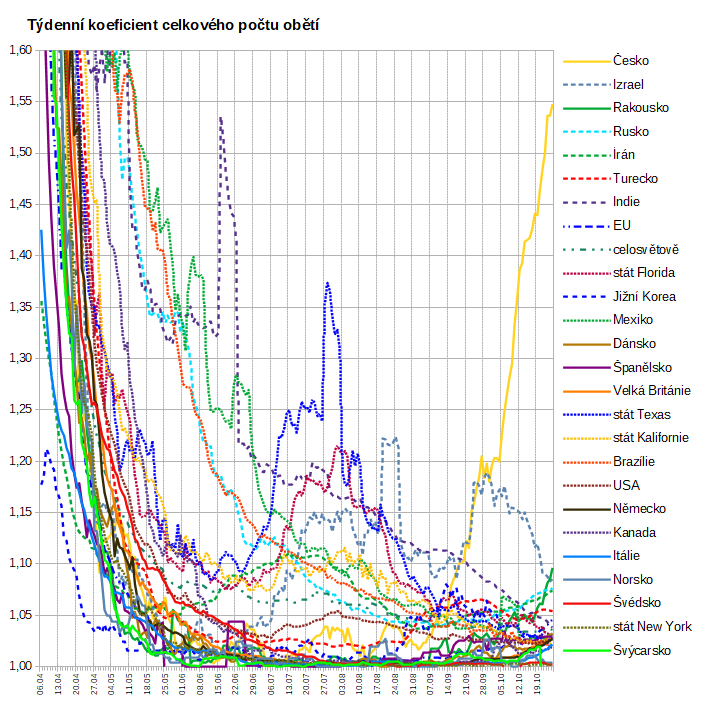 Týdenní koeficient celkového počtu obětí
1,60
1,55
1,50
1,45
1,40
1,35
1,30
1,25
1,20
1,15
1,10
1,05
1,00
06.04
13.04
20.04
27.04
04.05
11.05
18.05
25.05
01.06
08.06
15.06
22.06
29.06
06.07
13.07
20.07
27.07
03.08
10.08
17.08
24.08
31.08
07.09
14.09
21.09
28.09
05.10
12.10
19.10
Česko
Izrael
Rakousko
Rusko
Írán
Turecko
Indie
EU
celosvětově
stát Florida
Jižní Korea
Mexiko
Dánsko
Španělsko
Velká Británie
stát Texas
stát Kalifornie
Brazílie
USA
Německo
Kanada
Itálie
Norsko
Švédsko
stát New York
Švýcarsko